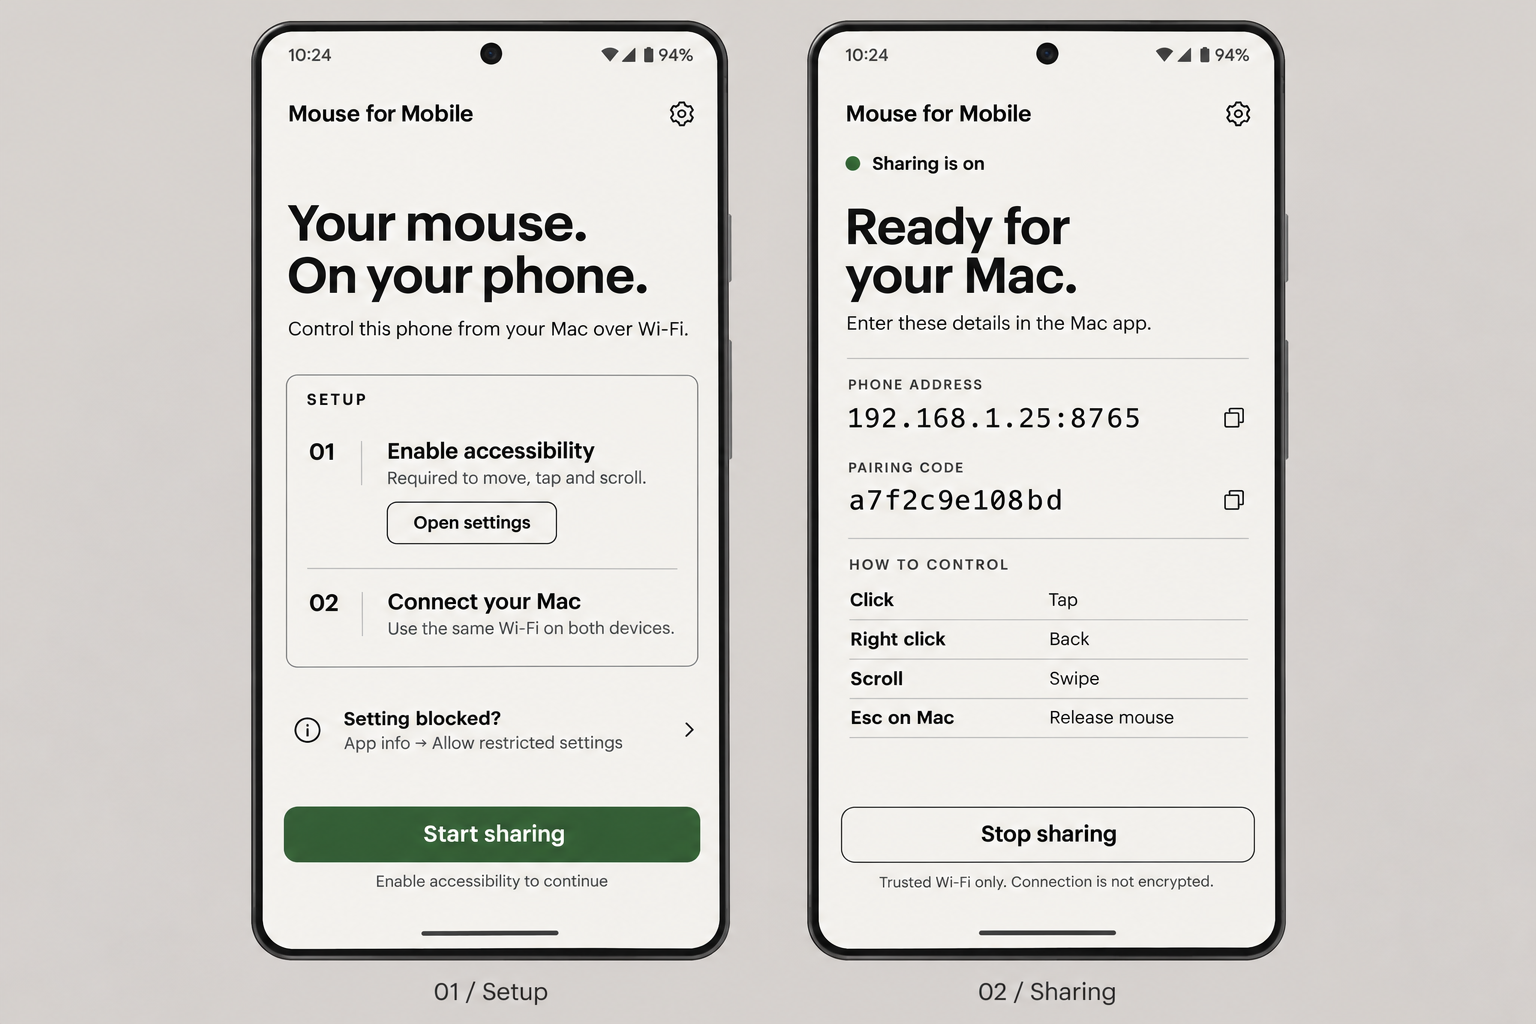 10:24
94%
Mouse for Mobile
Your mouse.
On your phone.
Control this phone from your Mac over Wi-Fi.
SETUP
01
Enable accessibility
Required to move, tap and scroll.
Open settings
02
Connect your Mac
Use the same Wi-Fi on both devices.
Setting blocked?
App info → Allow restricted settings
Start sharing
Enable accessibility to continue
01 / Setup
10:24
94%
Mouse for Mobile
Sharing is on
Ready for
your Mac.
Enter these details in the Mac app.
PHONE ADDRESS
192.168.1.25:8765
PAIRING CODE
a7f2c9e108bd
HOW TO CONTROL
Click Tap
Right click Back
Scroll Swipe
Esc on Mac Release mouse
Stop sharing
Trusted Wi-Fi only. Connection is not encrypted.
02 / Sharing